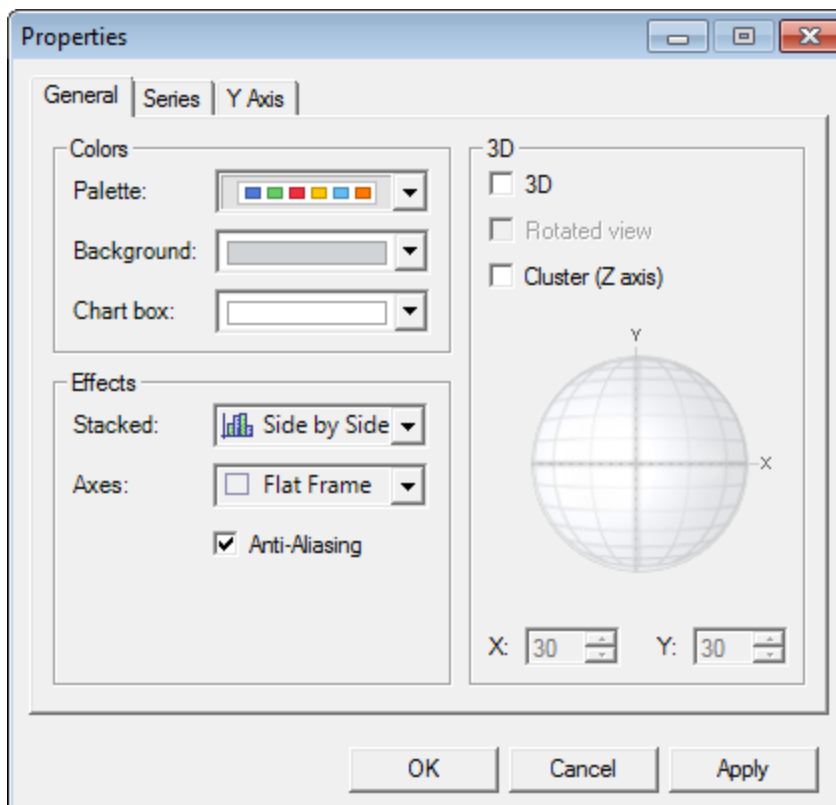 Properties
General Series Y Axis
Colors
Palette:
Background:
Chart box:
Effects
Stacked: Side by Side
Axes: Flat Frame
Anti-Aliasing
3D
3D
Rotated view
Cluster (Z axis)
Y
X
X: 30 Y: 30
OK Cancel Apply